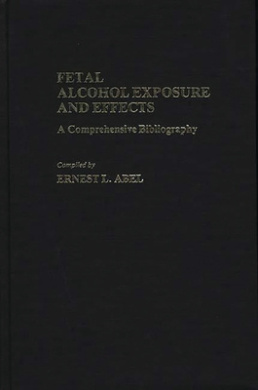 FETAL
ALCOHOL EXPOSURE
AND EFFECTS
A Comprehensive Bibliography
Compiled by
ERNEST L. ABEL